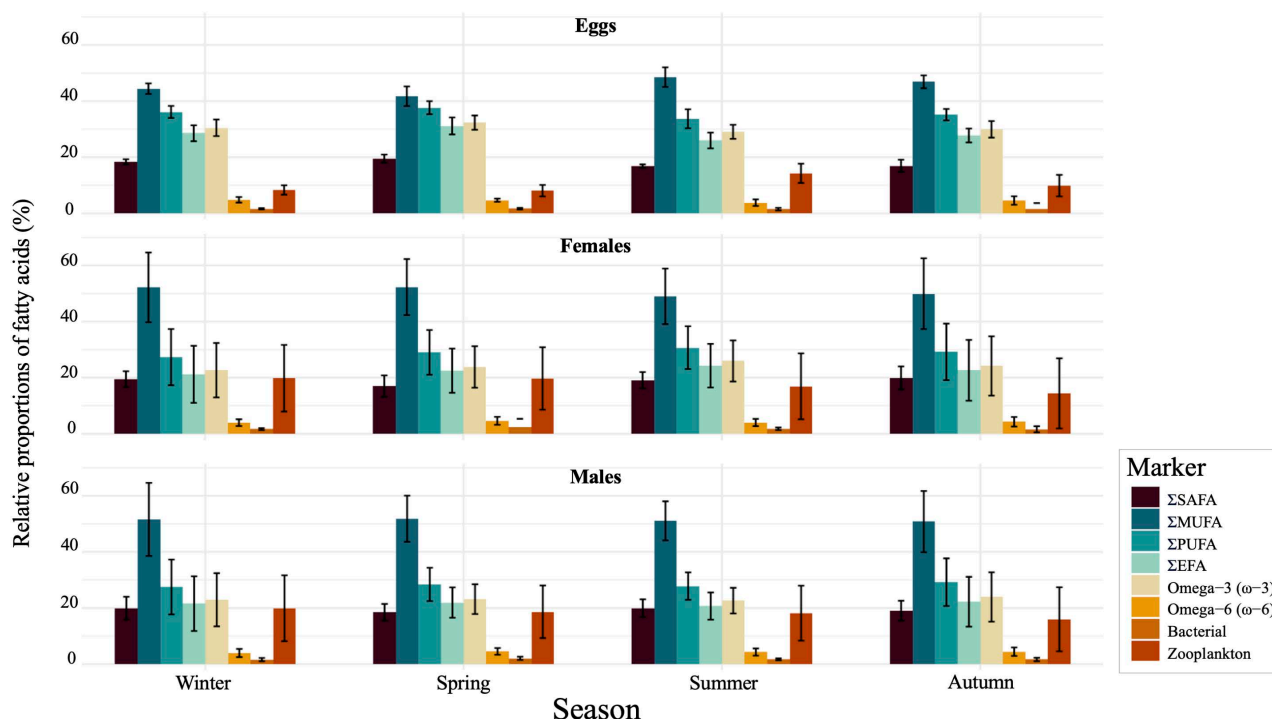 Eggs
60
40
20
0
Females
60
40
20
0
Males
60
40
20
0
Relative proportions of fatty acids (%)
Winter
Spring
Summer
Autumn
Season
Marker
ΣSAFA
ΣMUFA
ΣPUFA
ΣEFA
Omega−3 (ω−3)
Omega−6 (ω−6)
Bacterial
Zooplankton